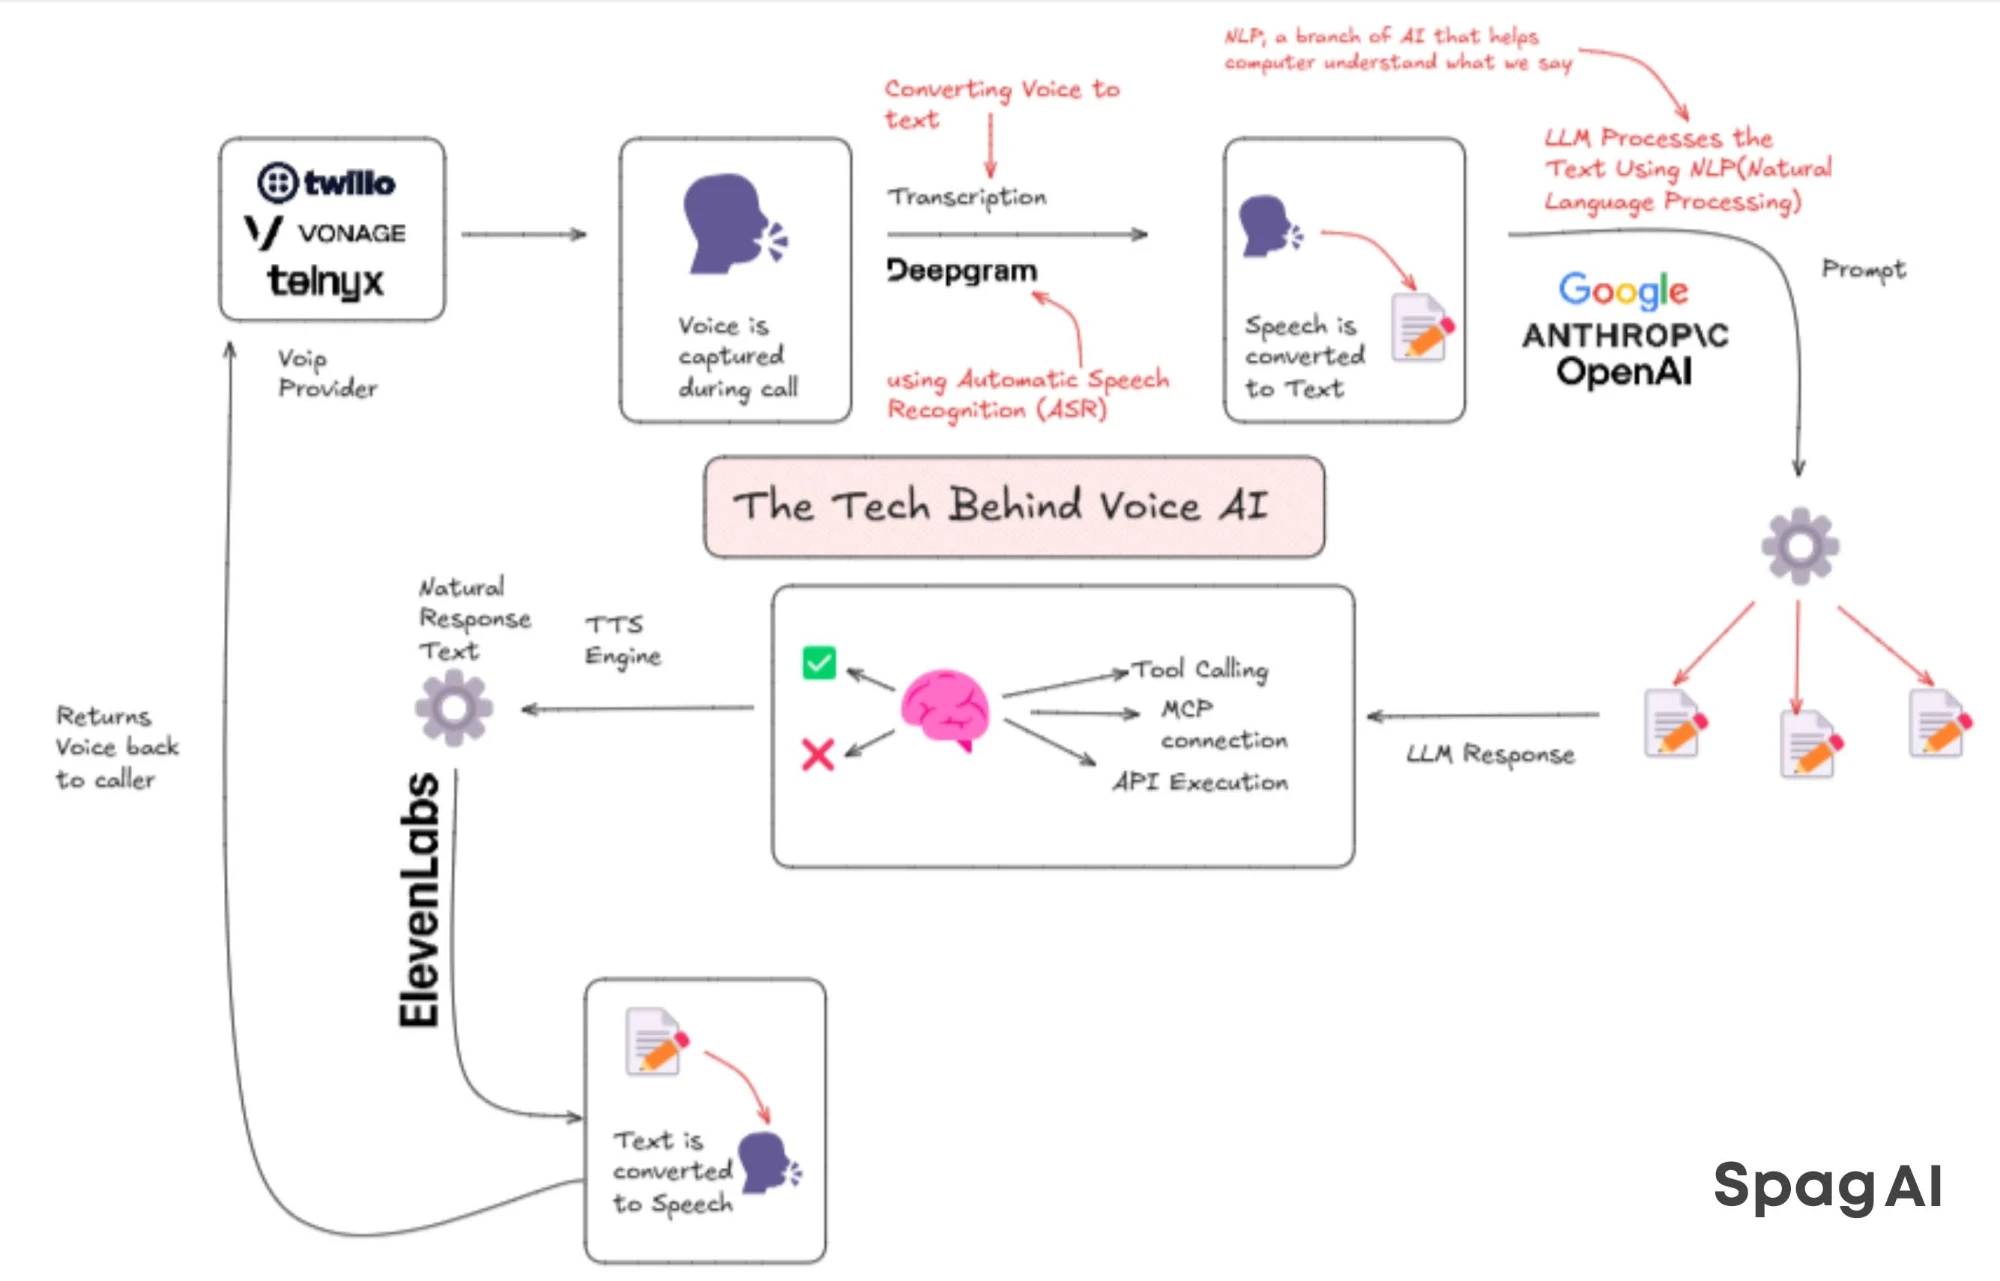 NLP, a branch of AI that helps
computer understand what we say
Converting Voice to
text
LLM Processes the
Text Using NLP(Natural
Language Processing)
twilio
VONAGE
telnyx
Voip
Provider
Voice is
captured
during call
Transcription
Deepgram
using Automatic Speech
Recognition (ASR)
Speech is
converted
to Text
Google
ANTHROP\C
OpenAI
Prompt
The Tech Behind Voice AI
Natural
Response
Text
TTS
Engine
Tool Calling
MCP
connection
API Execution
LLM Response
Returns
Voice back
to caller
ElevenLabs
Text is
converted
to Speech
Spag AI